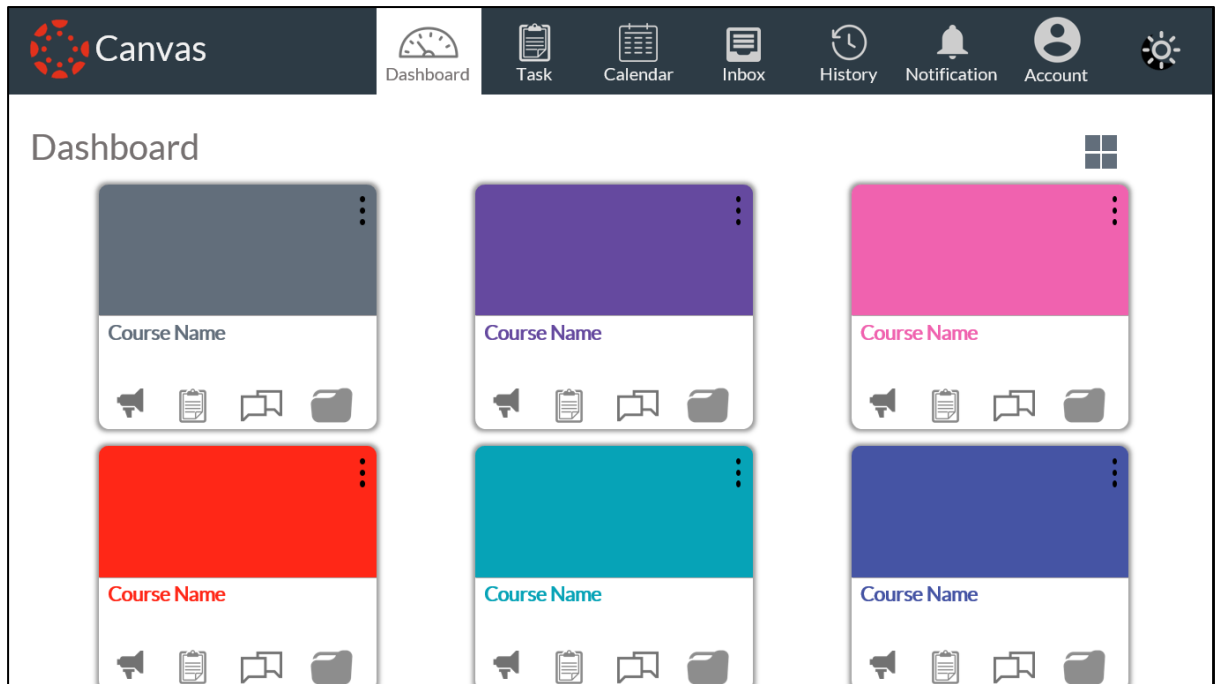 Canvas
Dashboard Task Calendar Inbox History Notification Account
Dashboard
Course Name Course Name Course Name
Course Name Course Name Course Name